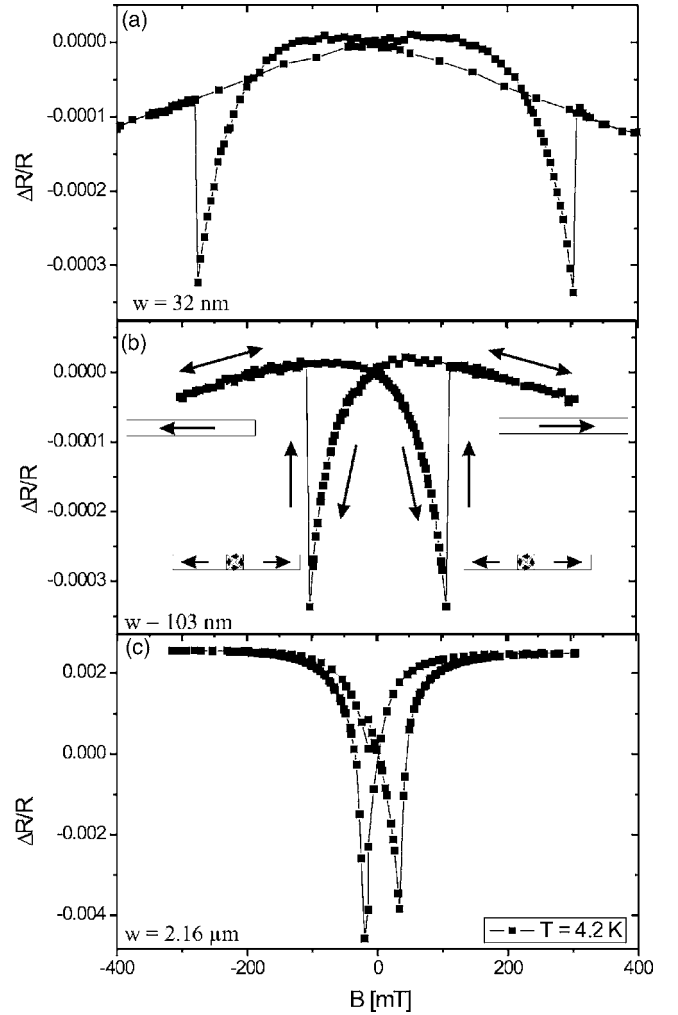 (a)
0.0000
-0.0001
-0.0002
-0.0003
ΔR/R
w = 32 nm
(b)
0.0000
-0.0001
-0.0002
-0.0003
ΔR/R
w – 103 nm
(c)
0.002
0.000
-0.002
-0.004
ΔR/R
w = 2.16 μm
T = 4.2 K
-400 -200 0 200 400
B [mT]